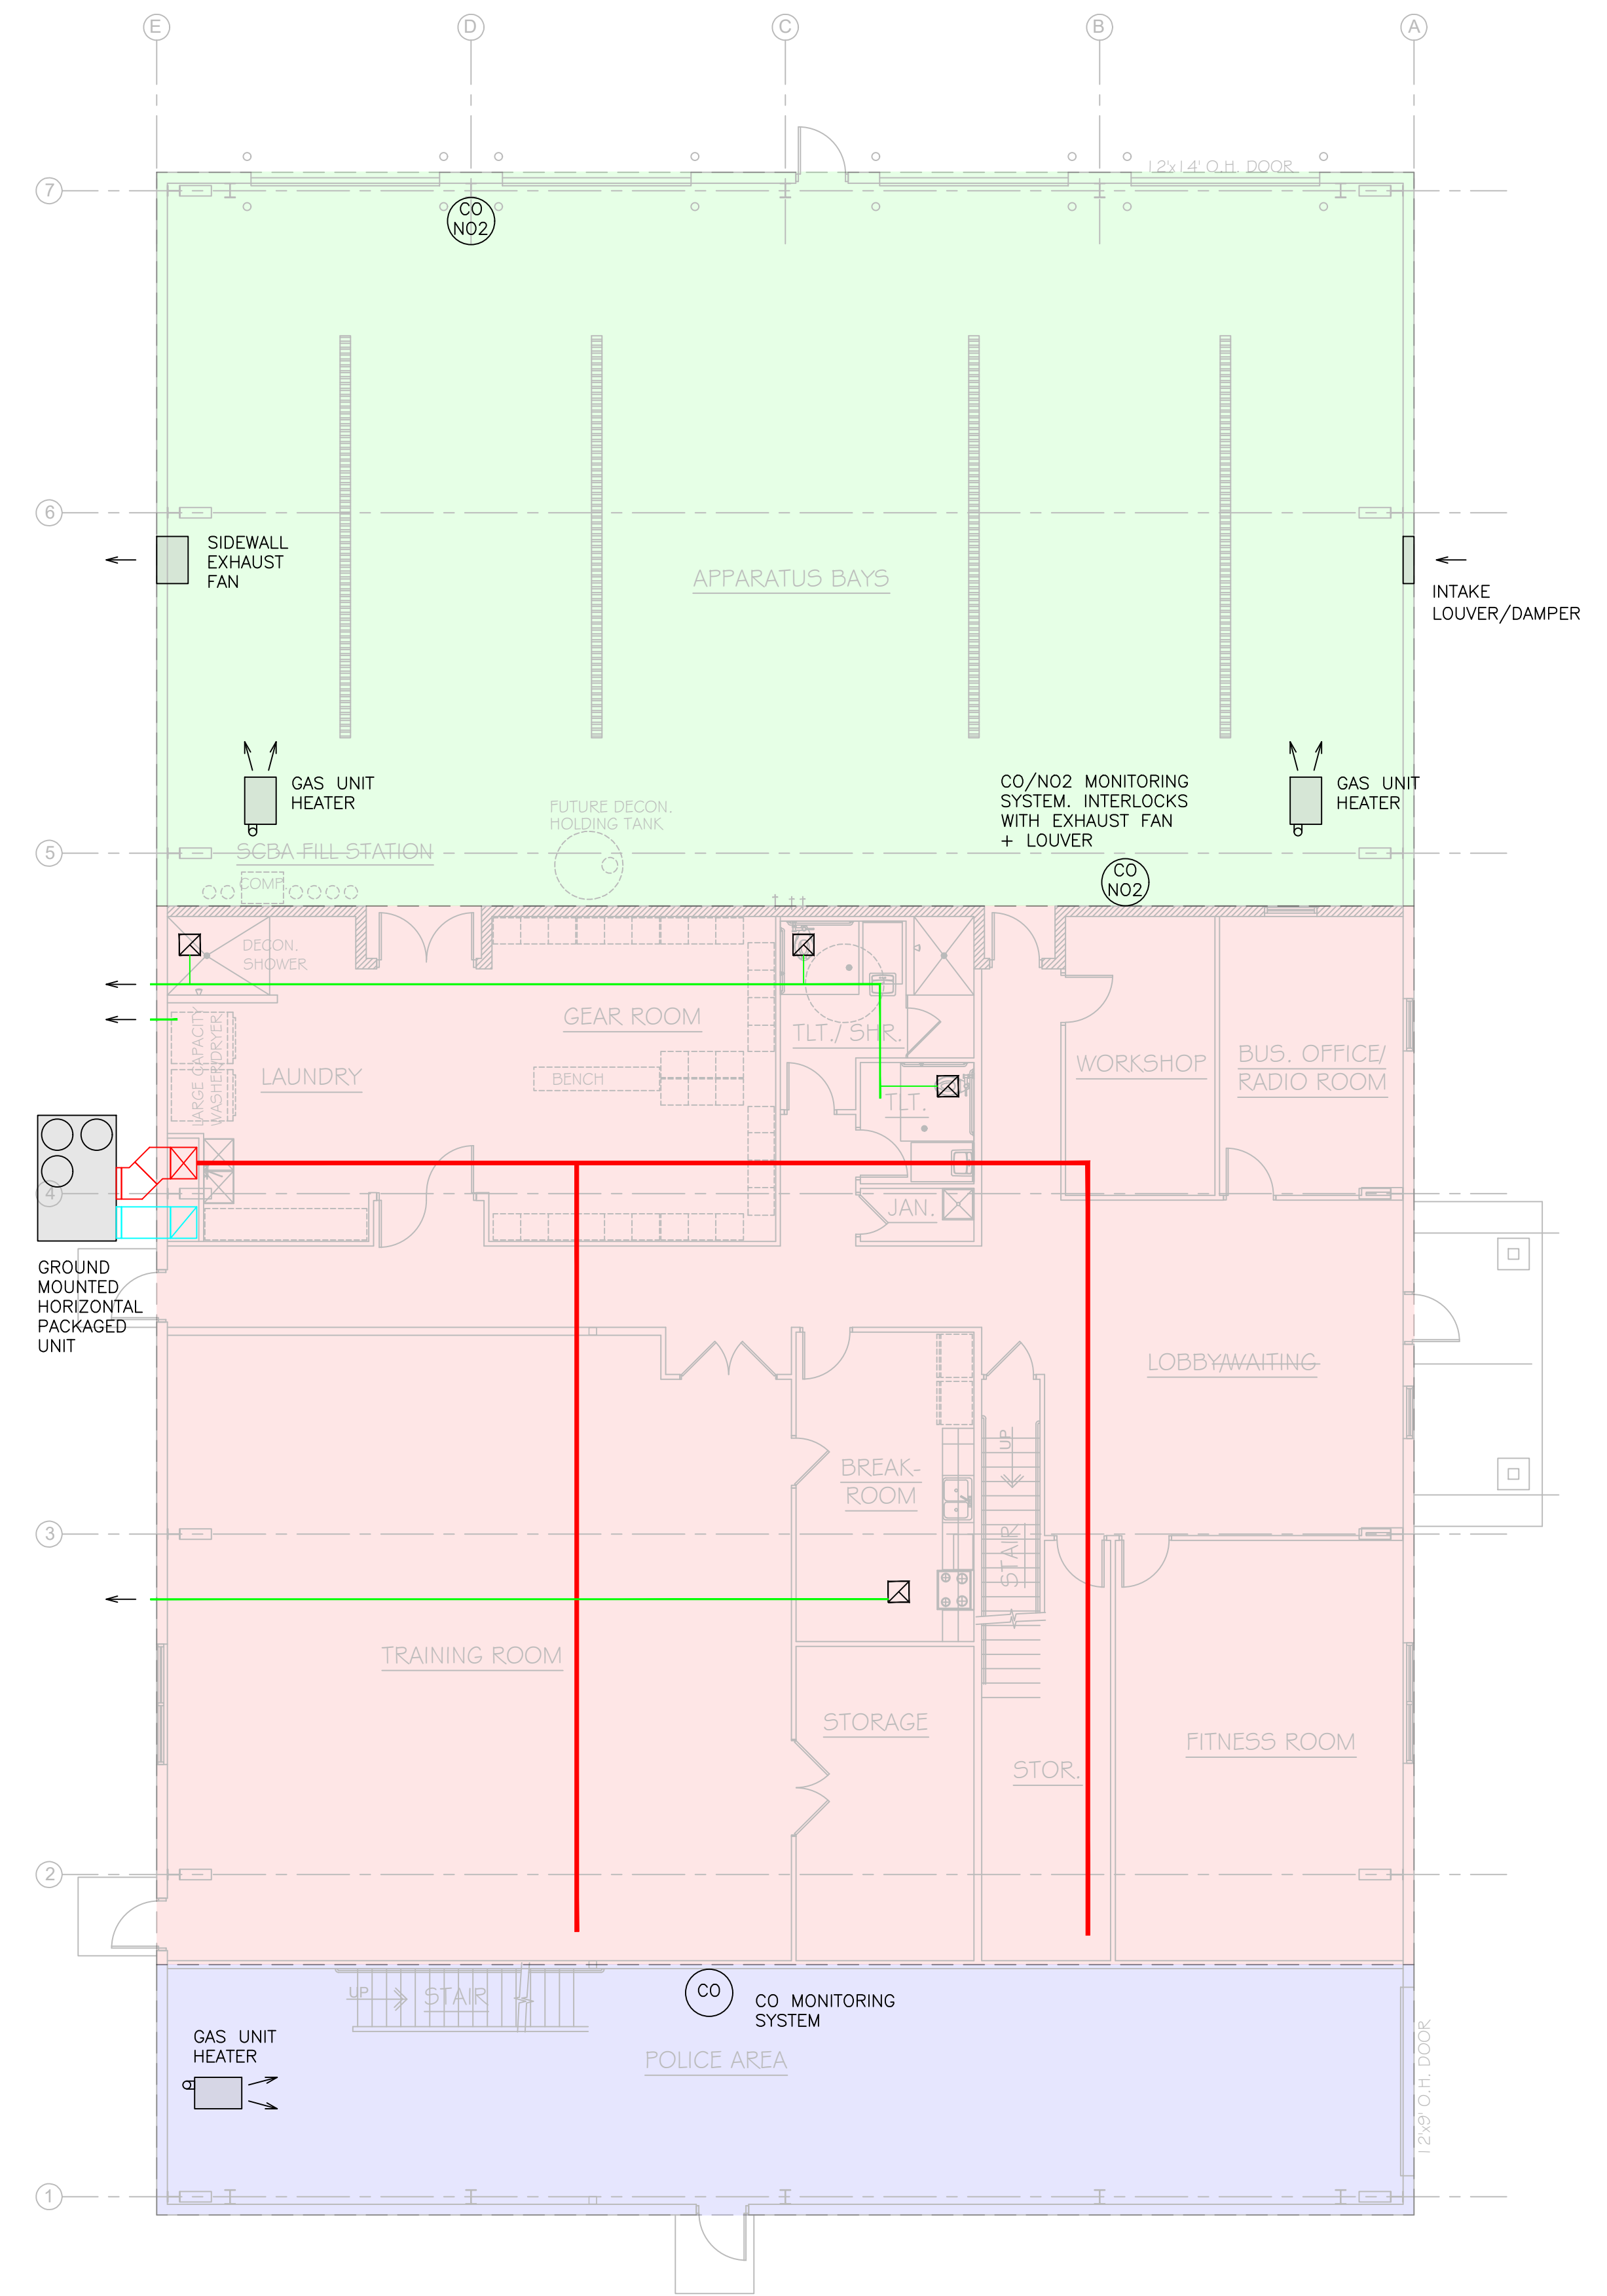 E D C B A
12'x14' O.H. DOOR
7
CO
NO2
6
SIDEWALL
EXHAUST
FAN
APPARATUS BAYS
INTAKE
LOUVER/DAMPER
GAS UNIT
HEATER
CO/NO2 MONITORING
SYSTEM. INTERLOCKS
WITH EXHAUST FAN
+ LOUVER
GAS UNIT
HEATER
FUTURE DECON.
HOLDING TANK
5
SCBA FILL STATION
COMP.
CO
NO2
DECON.
SHOWER
GEAR ROOM
TLT./ SHR.
LARGE CAPACITY
WASHER/DRYER
LAUNDRY
BENCH
WORKSHOP
BUS. OFFICE/
RADIO ROOM
TLT.
4
JAN.
GROUND
MOUNTED
HORIZONTAL
PACKAGED
UNIT
LOBBY/WAITING
UP
BREAK-
ROOM
3
STAIR
TRAINING ROOM
STORAGE
FITNESS ROOM
STOR.
2
UP
STAIR
CO
CO MONITORING
SYSTEM
GAS UNIT
HEATER
POLICE AREA
12'x9' O.H. DOOR
1